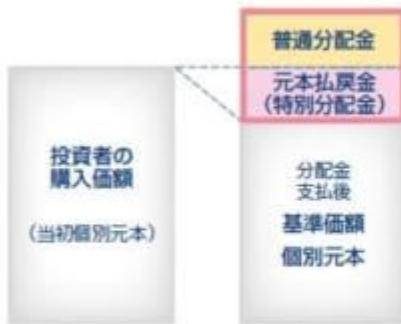 普通分配金
元本払戻金
（特別分配金）
投資者の
購入価額
（当初個別元本）
分配金
支払後
基準価額
個別元本